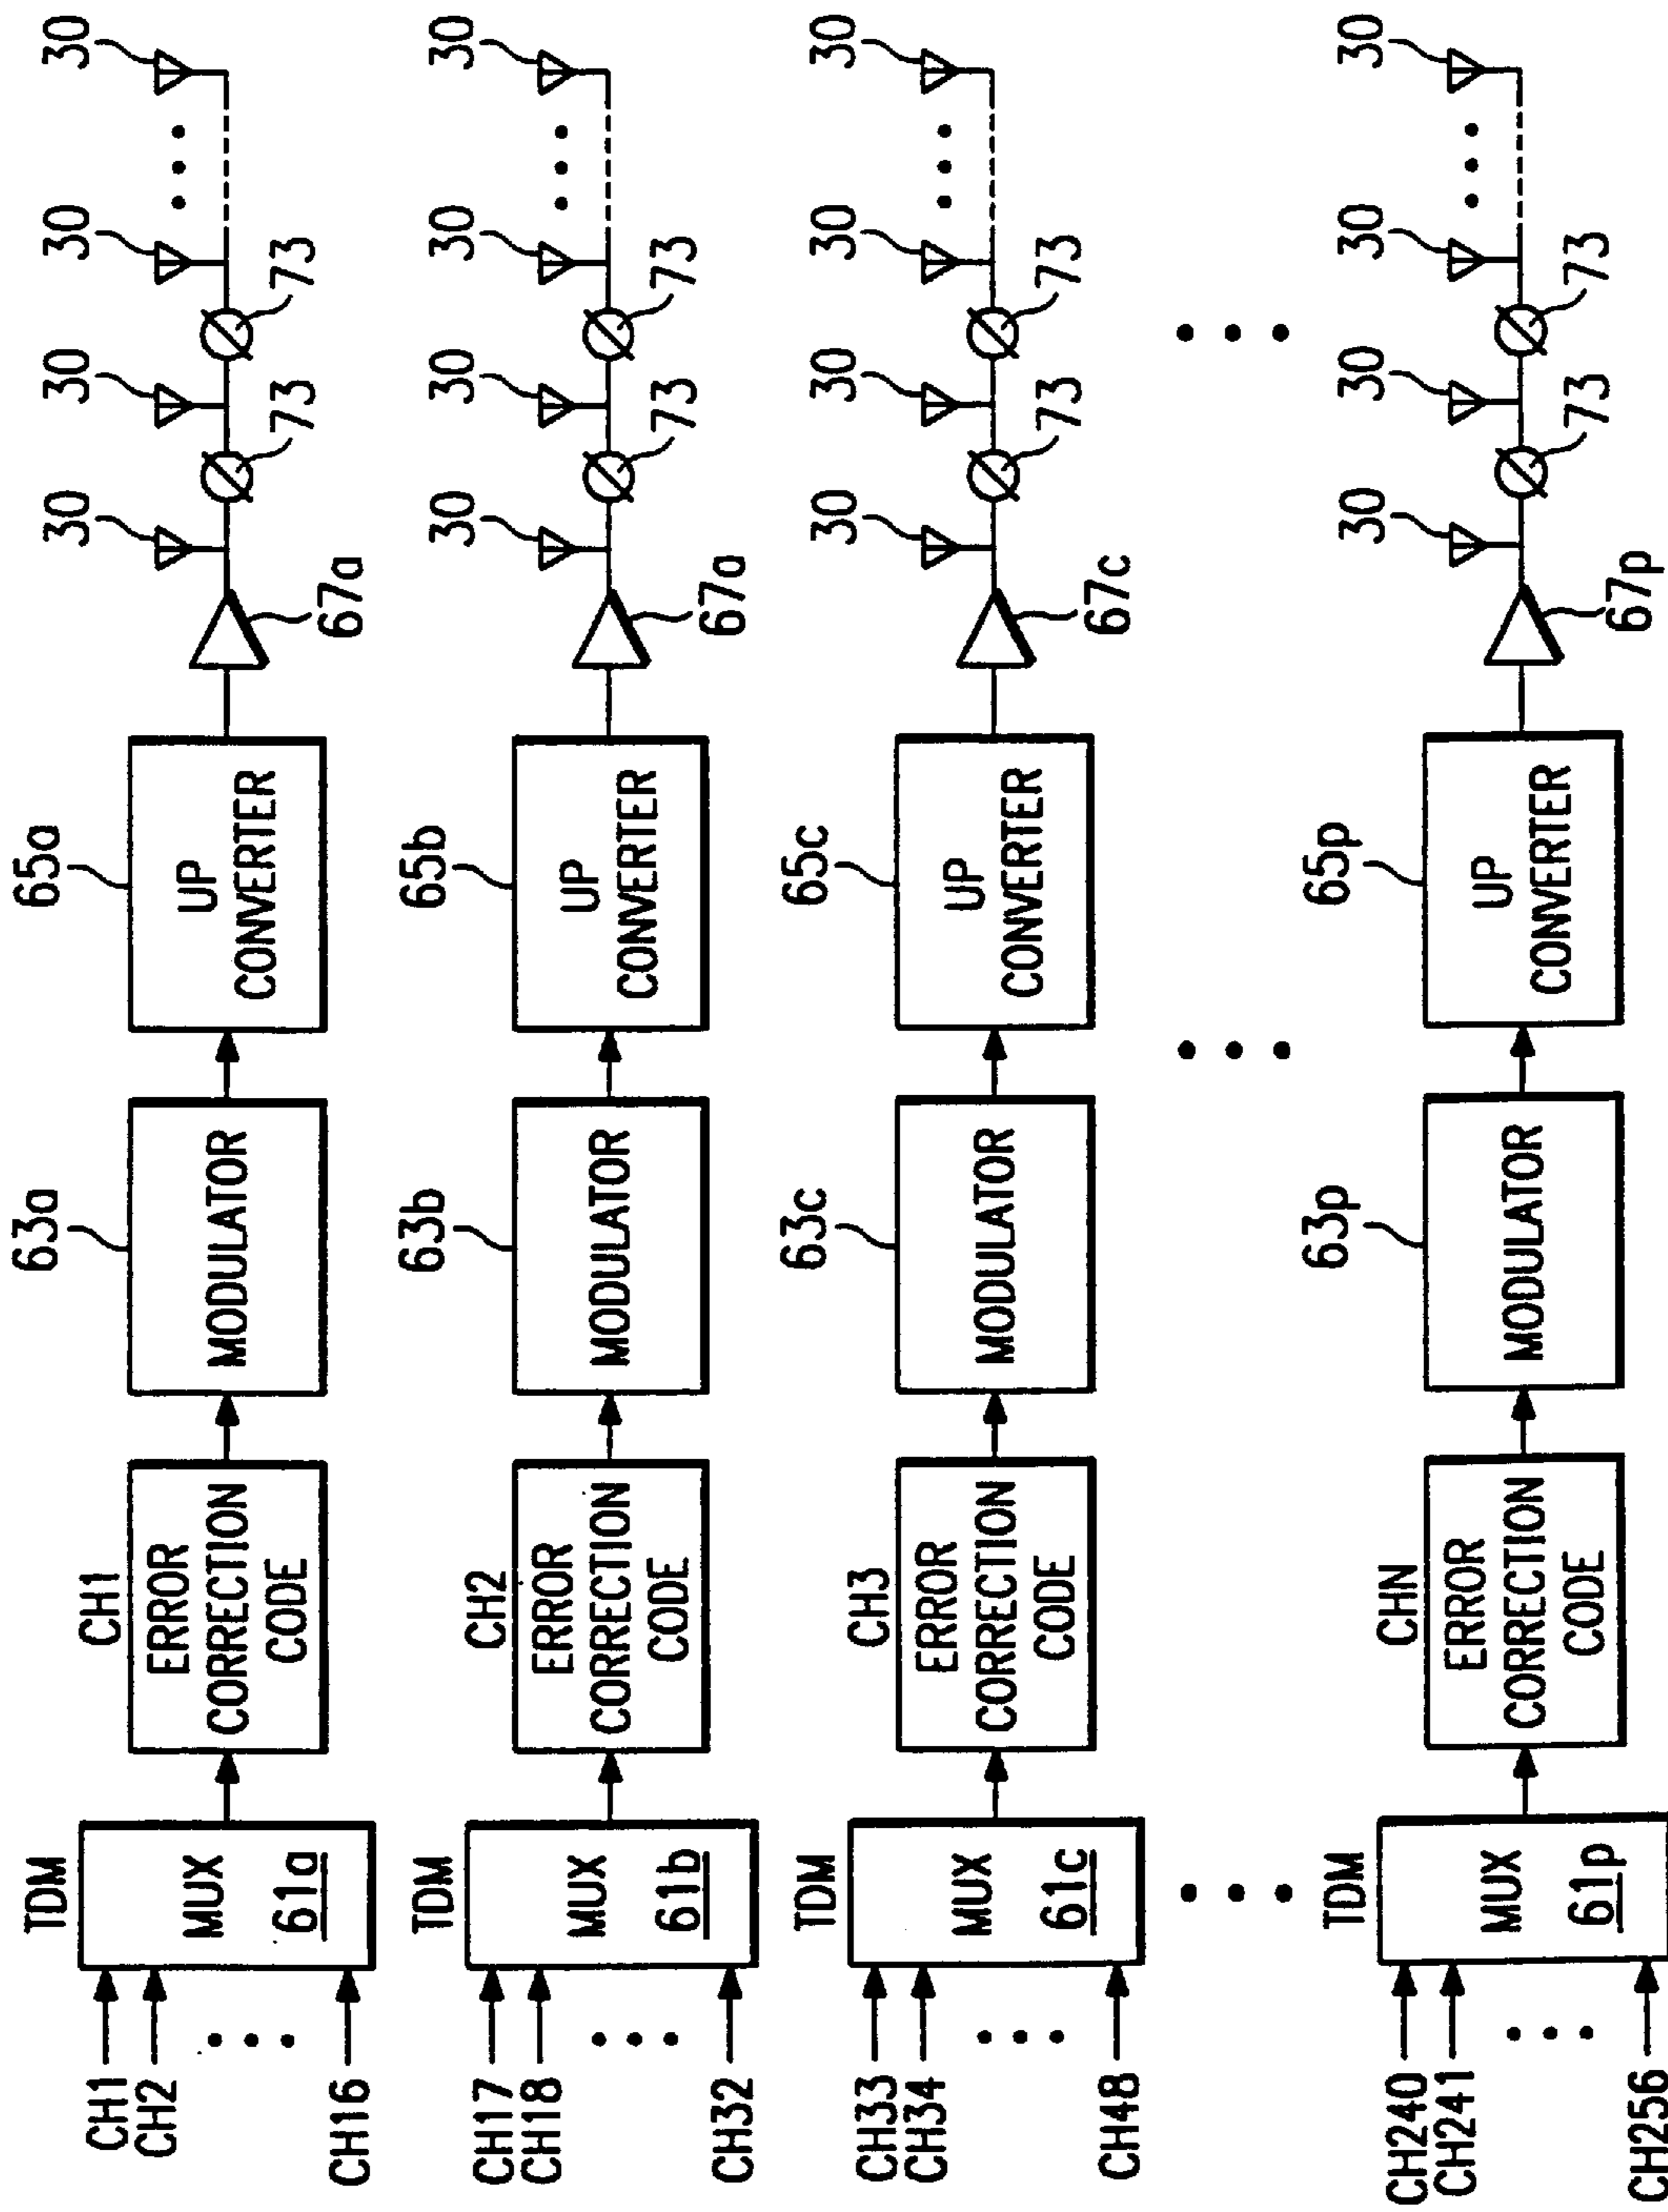 TDM
CH1
CH2
CH16
MUX
61a
CH1
ERROR
CORRECTION
CODE
63a
MODULATOR
65a
UP
CONVERTER
67a
30
30
30
30
73
73
TDM
CH17
CH18
CH32
MUX
61b
CH2
ERROR
CORRECTION
CODE
63b
MODULATOR
65b
UP
CONVERTER
67a
30
30
30
30
73
73
TDM
CH33
CH34
CH48
MUX
61c
CH3
ERROR
CORRECTION
CODE
63c
MODULATOR
65c
UP
CONVERTER
67c
30
30
30
30
73
73
TDM
CH240
CH241
CH256
MUX
61p
CHN
ERROR
CORRECTION
CODE
63p
MODULATOR
65p
UP
CONVERTER
67p
30
30
30
30
73
73